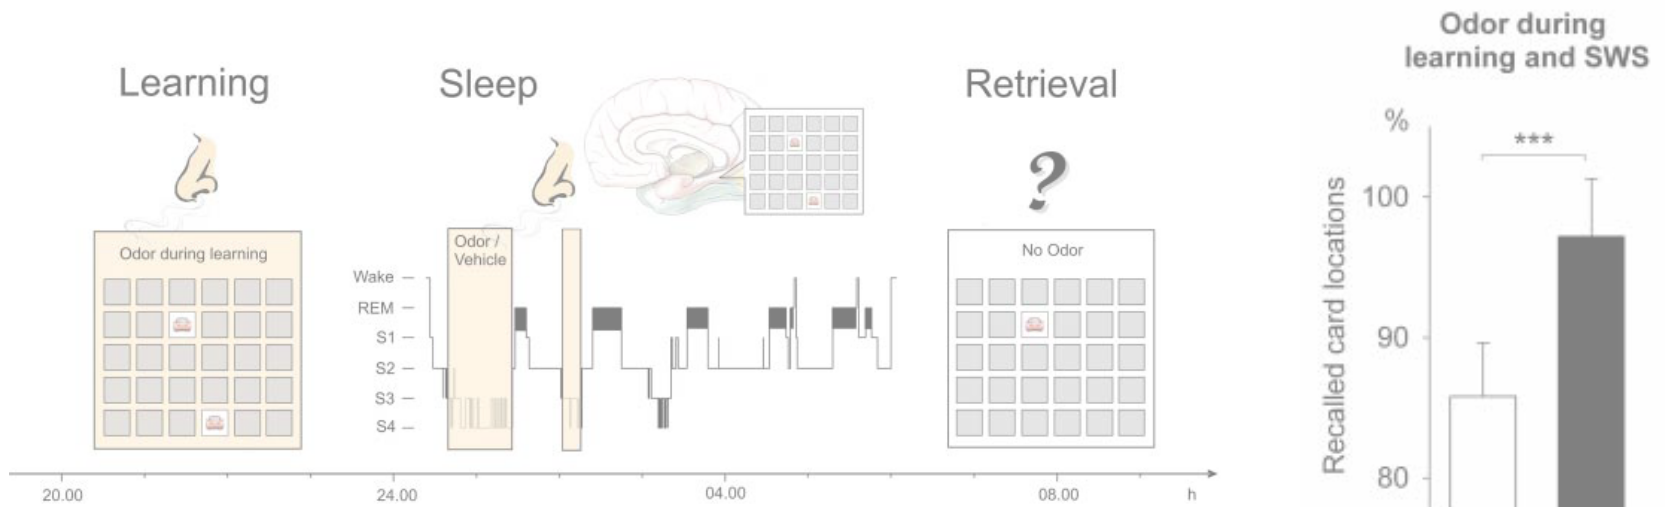 Learning
Sleep
Retrieval
?
Odor during learning
Odor /
Vehicle
No Odor
Wake
REM
S1
S2
S3
S4
20.00
24.00
04.00
08.00
h
Odor during
learning and SWS
%
***
Recalled card locations
100
90
80